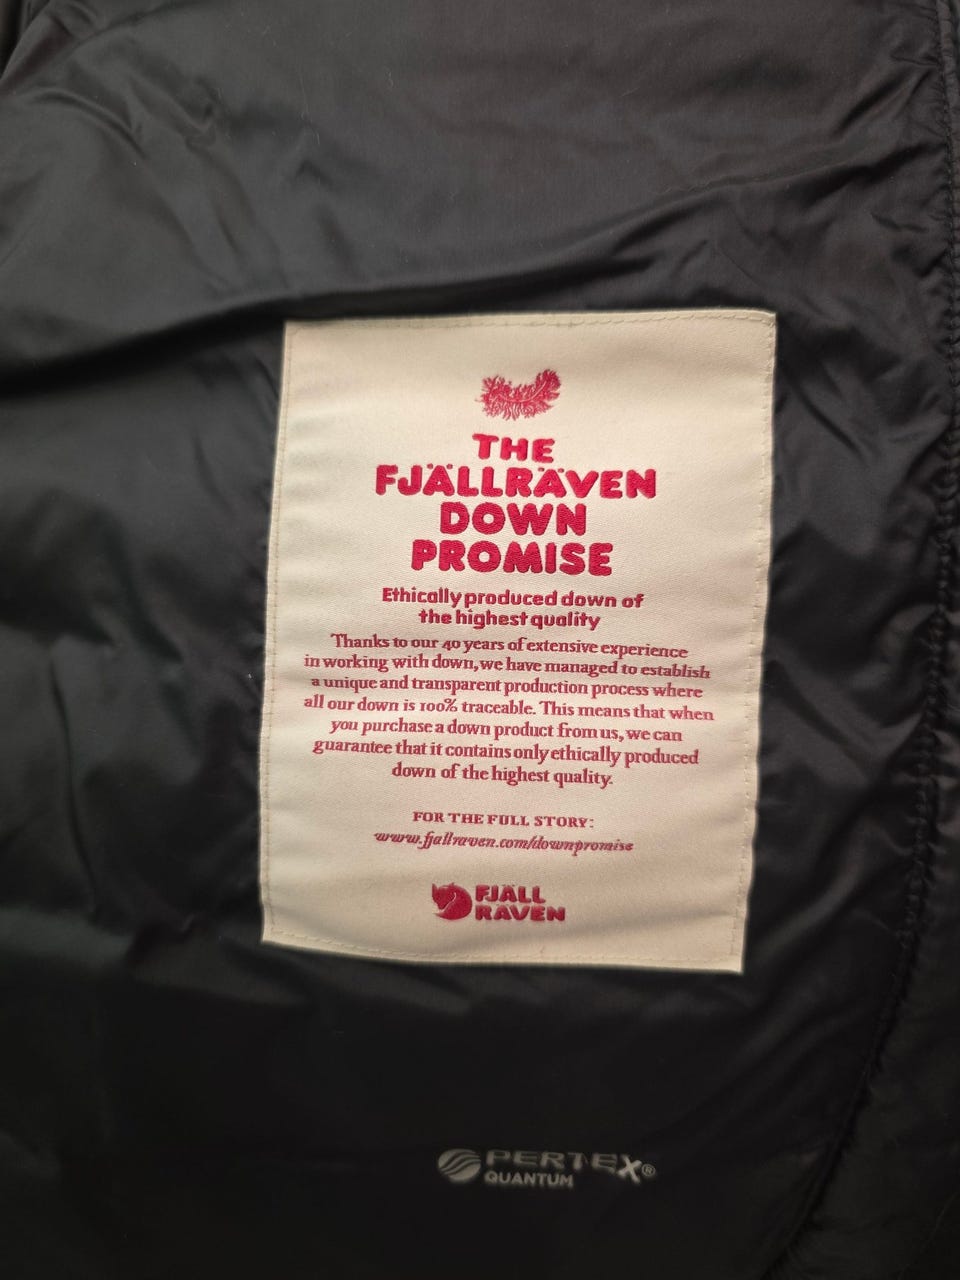 THE
FJÄLLRÄVEN
DOWN
PROMISE
Ethically produced down of
the highest quality
Thanks to our 40 years of extensive experience
in working with down, we have managed to establish
a unique and transparent production process where
all our down is 100% traceable. This means that when
you purchase a down product from us, we can
guarantee that it contains only ethically produced
down of the highest quality.
FOR THE FULL STORY:
www.fjallraven.com/downpromise
FJÄLL
RÄVEN
PERTEX®
QUANTUM